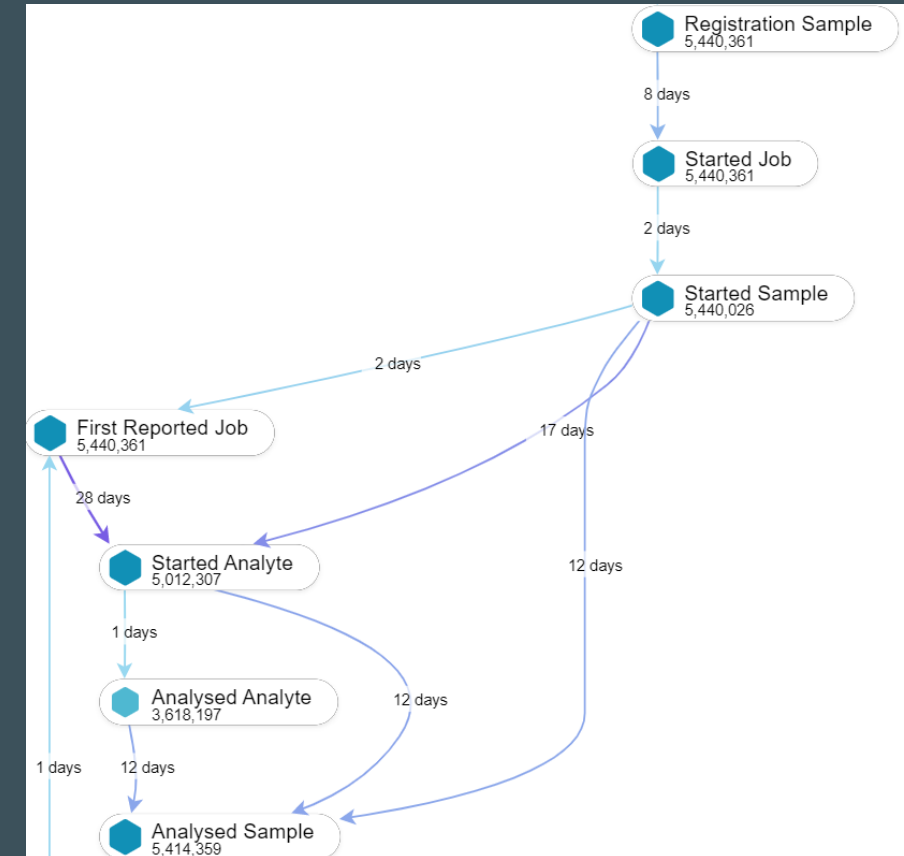 Registration Sample
5,440,361
8 days
Started Job
5,440,361
2 days
Started Sample
5,440,026
2 days
First Reported Job
5,440,361
17 days
28 days
Started Analyte
5,012,307
12 days
1 days
Analysed Analyte
3,618,197
12 days
1 days
12 days
Analysed Sample
5,414,359